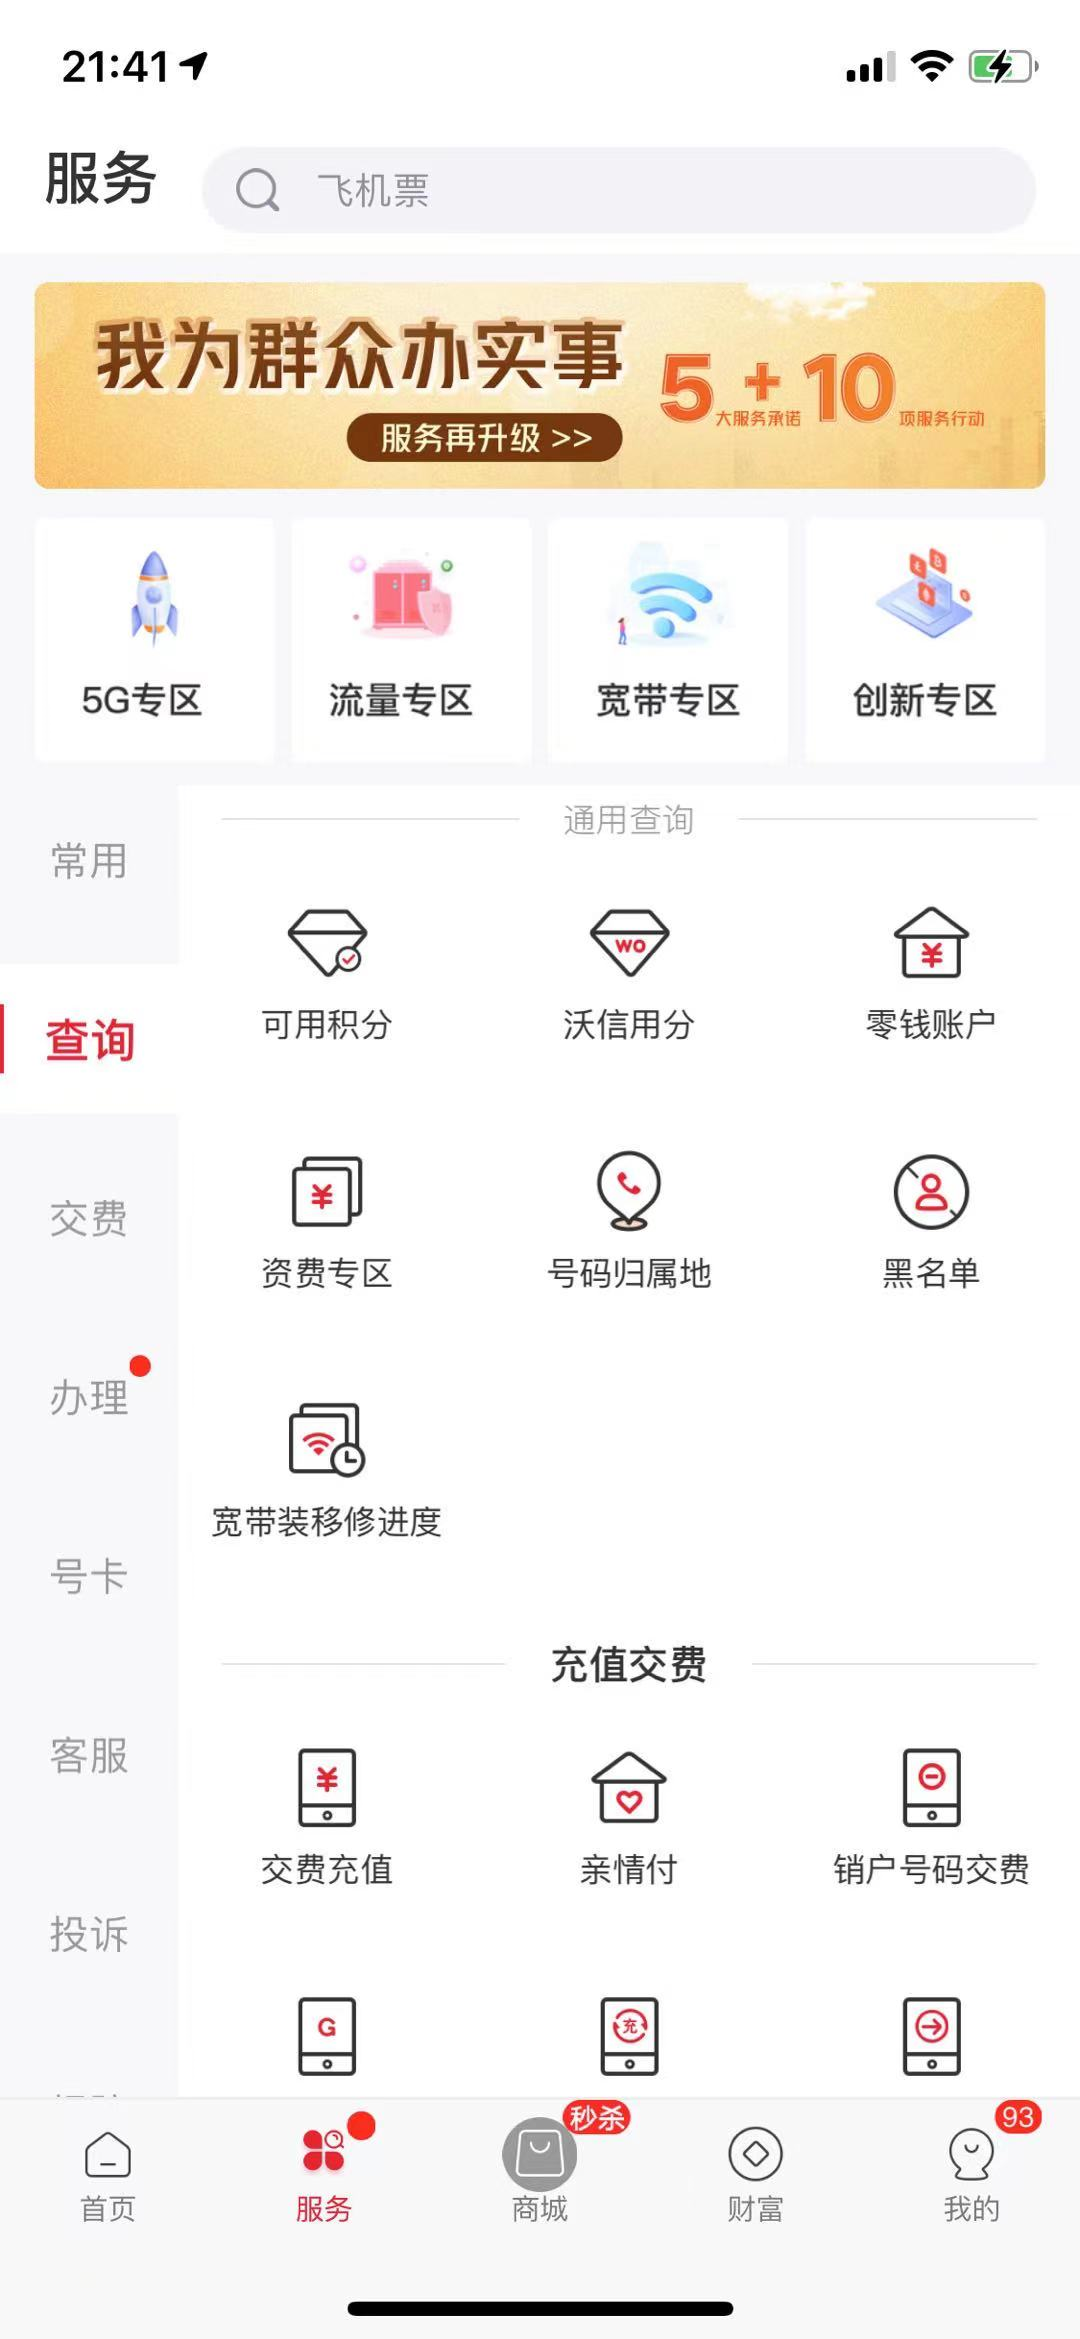 21:41
服务
飞机票
我为群众办实事
5大服务承诺+10项服务行动
服务再升级 >>
5G专区
流量专区
宽带专区
创新专区
常用
通用查询
WO
¥
可用积分
沃信用分
零钱账户
查询
¥
资费专区
号码归属地
黑名单
交费
办理
宽带装移修进度
号卡
充值交费
客服
¥
交费充值
亲情付
销户号码交费
投诉
G
充
秒杀
93
首页
服务
商城
财富
我的